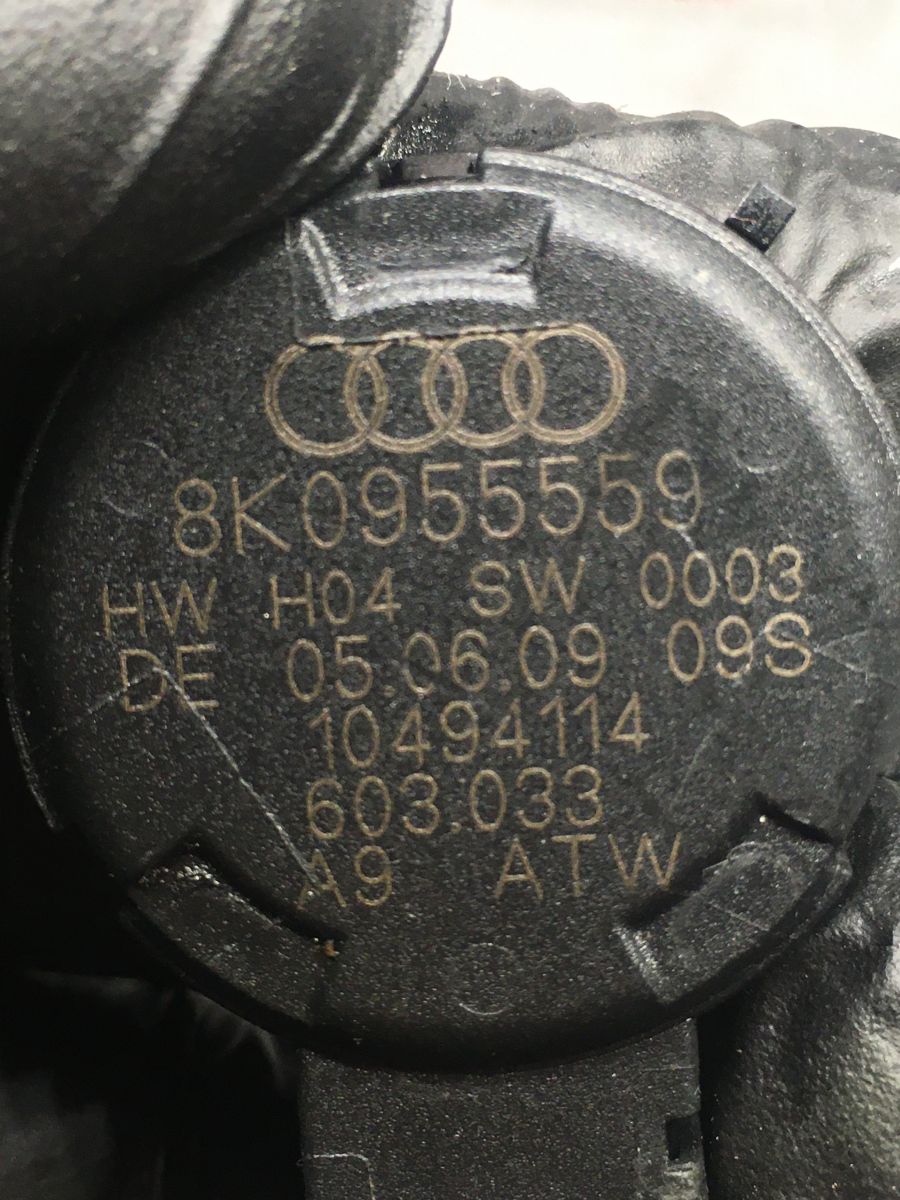 8K0955559
HW H04 SW 0003
DE 05.06.09 09S
10494114
603.033
A9 ATW